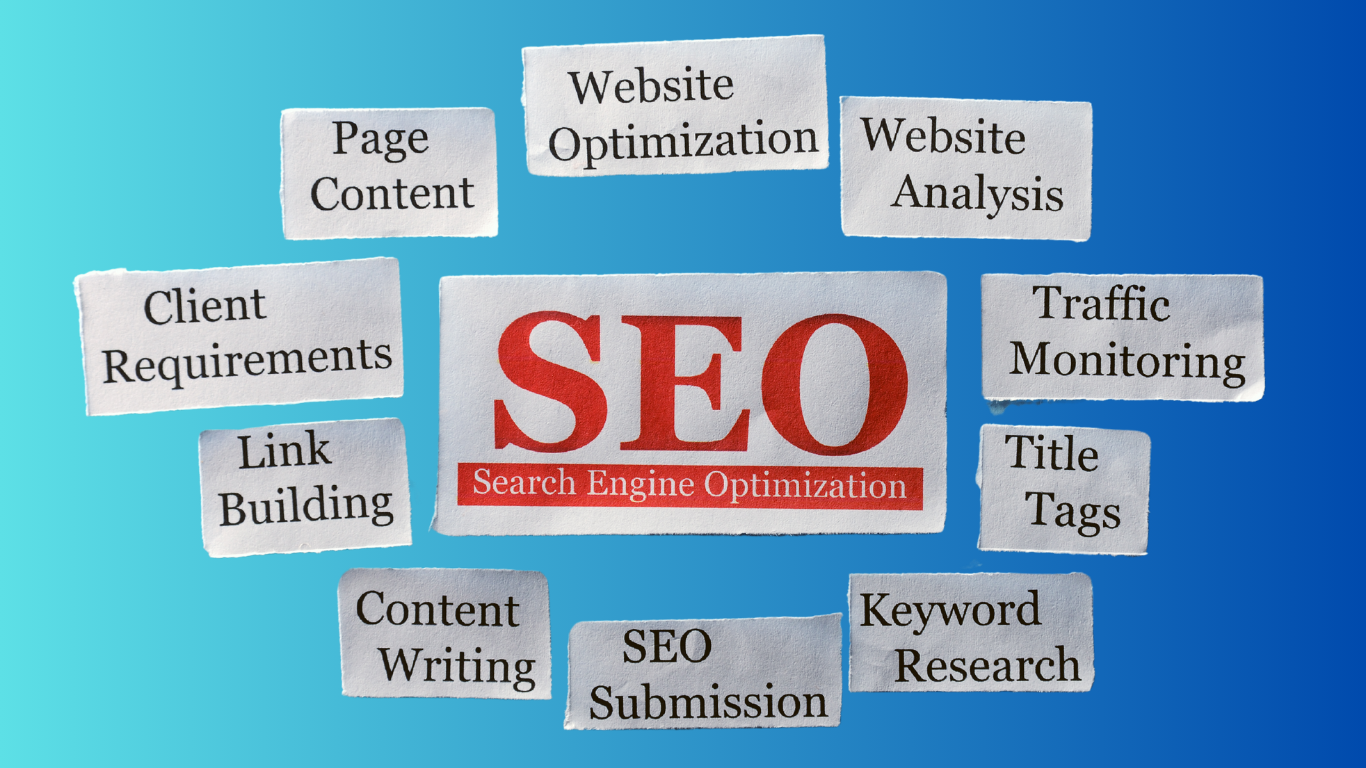 Website
Optimization
Page
Content
Website
Analysis
Client
Requirements
SEO
Search Engine Optimization
Traffic
Monitoring
Link
Building
Title
Tags
Content
Writing
SEO
Submission
Keyword
Research